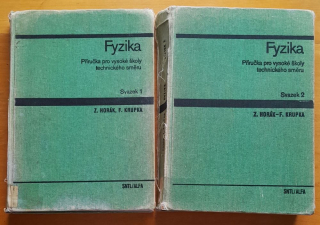 Fyzika
Příručka pro vysoké školy
technického směru
Svazek 1
Z. HORÁK, F. KRUPKA
SNTL/ALFA
Fyzika
Příručka pro vysoké školy
technického směru
Svazek 2
Z. HORÁK–F. KRUPKA
SNTL/ALFA